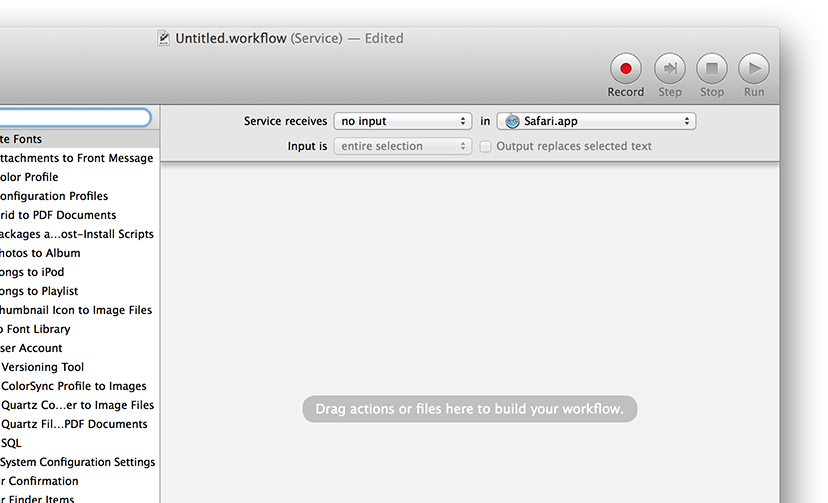 Untitled.workflow (Service) — Edited
Record Step Stop Run
Service receives no input in Safari.app
Input is entire selection Output replaces selected text
te Fonts
ttachments to Front Message
olor Profile
onfiguration Profiles
rid to PDF Documents
ackages a...ost-Install Scripts
hotos to Album
ongs to iPod
ongs to Playlist
humbnail Icon to Image Files
o Font Library
ser Account
Versioning Tool
ColorSync Profile to Images
Quartz Co...er to Image Files
Quartz Fil...PDF Documents
SQL
System Configuration Settings
r Confirmation
r Finder Items
Drag actions or files here to build your workflow.